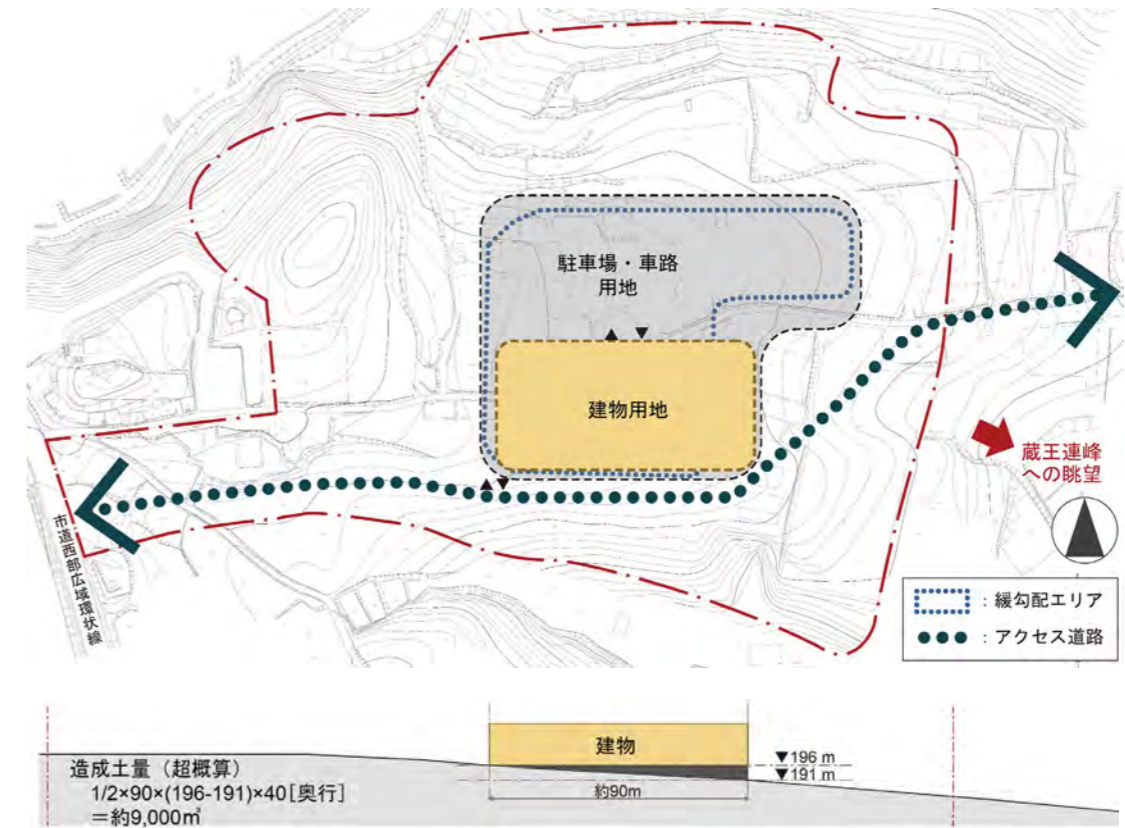 駐車場・車路
用地
建物用地
蔵王連峰
への眺望
市道西部広域環状線
：緩勾配エリア
：アクセス道路
建物
▼196 m
▼191 m
約90m
造成土量（超概算）
1/2×90×(196-191)×40[奥行]
＝約9,000㎥